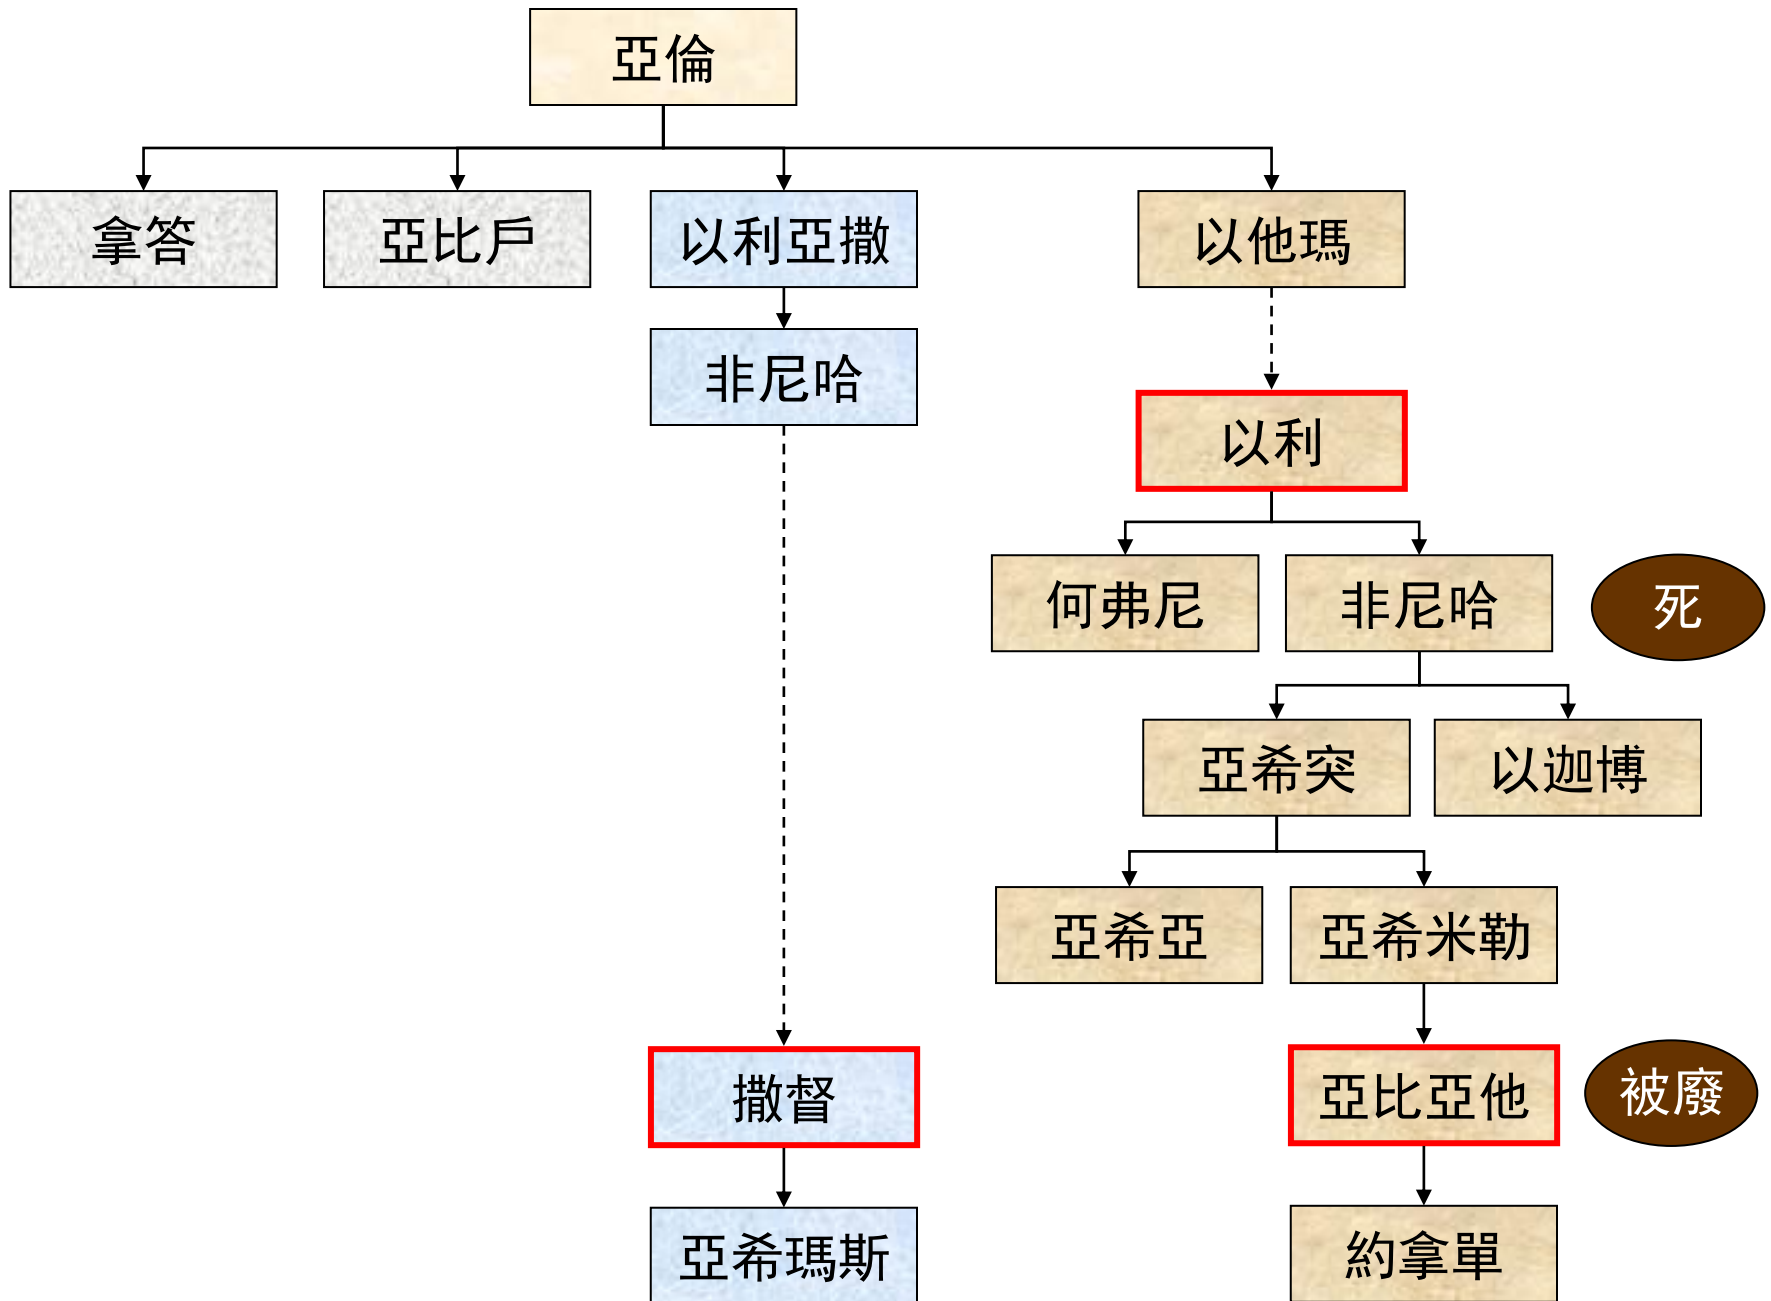 亞倫
拿答
亞比戶
以利亞撒
以他瑪
非尼哈
以利
何弗尼
非尼哈
死
亞希突
以迦博
亞希亞
亞希米勒
撒督
亞比亞他
被廢
亞希瑪斯
約拿單